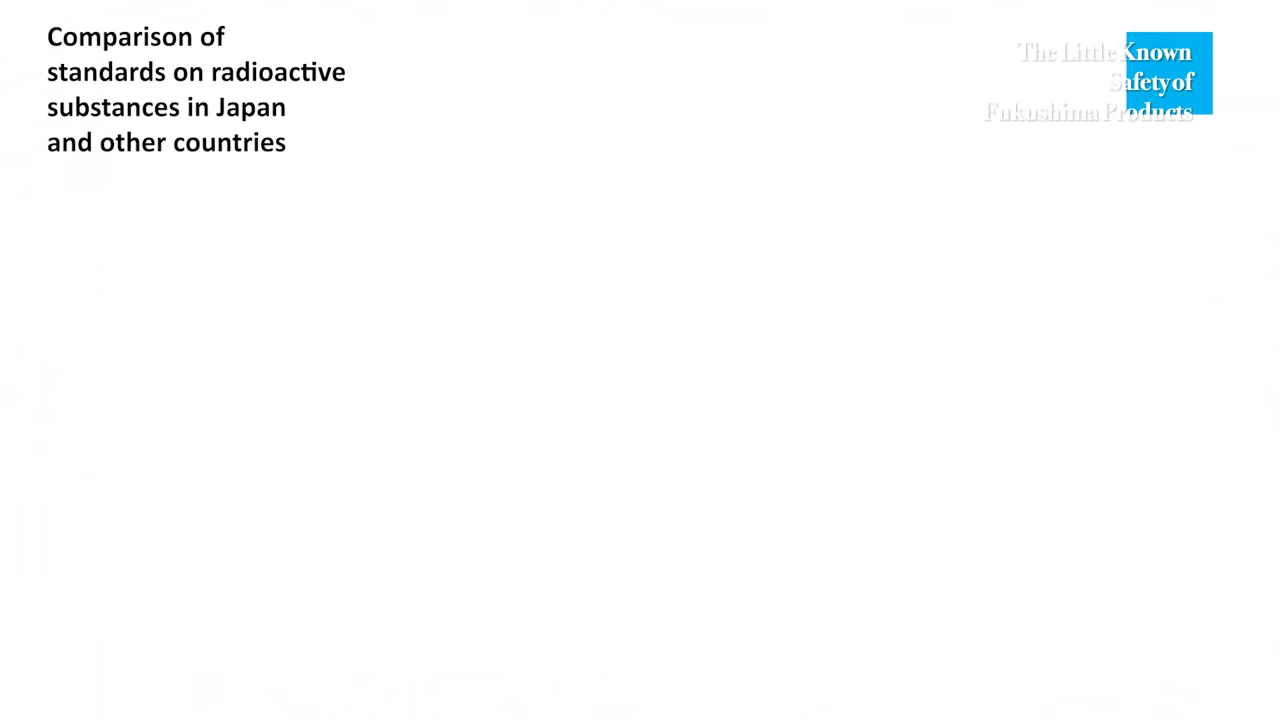 Comparison of
standards on radioactive
substances in Japan
and other countries
The Little Known
Safety of
Fukushima Products